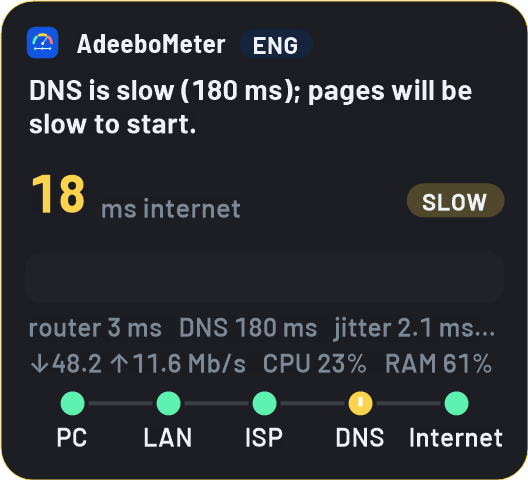 AdeeboMeter ENG
DNS is slow (180 ms); pages will be
slow to start.
18 ms internet SLOW
router 3 ms DNS 180 ms jitter 2.1 ms...
↓48.2 ↑11.6 Mb/s CPU 23% RAM 61%
PC LAN ISP DNS Internet